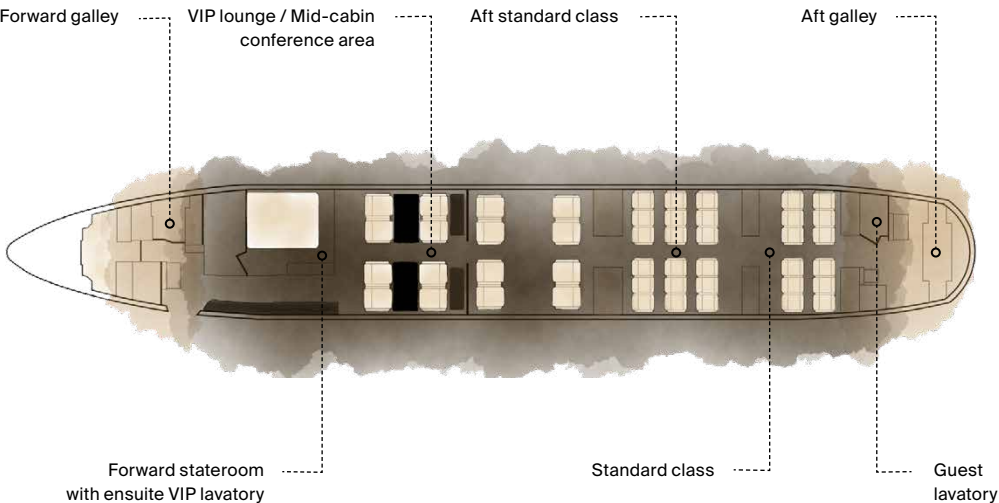 Forward galley
VIP lounge / Mid-cabin
conference area
Aft standard class
Aft galley
Forward stateroom
with ensuite VIP lavatory
Standard class
Guest
lavatory